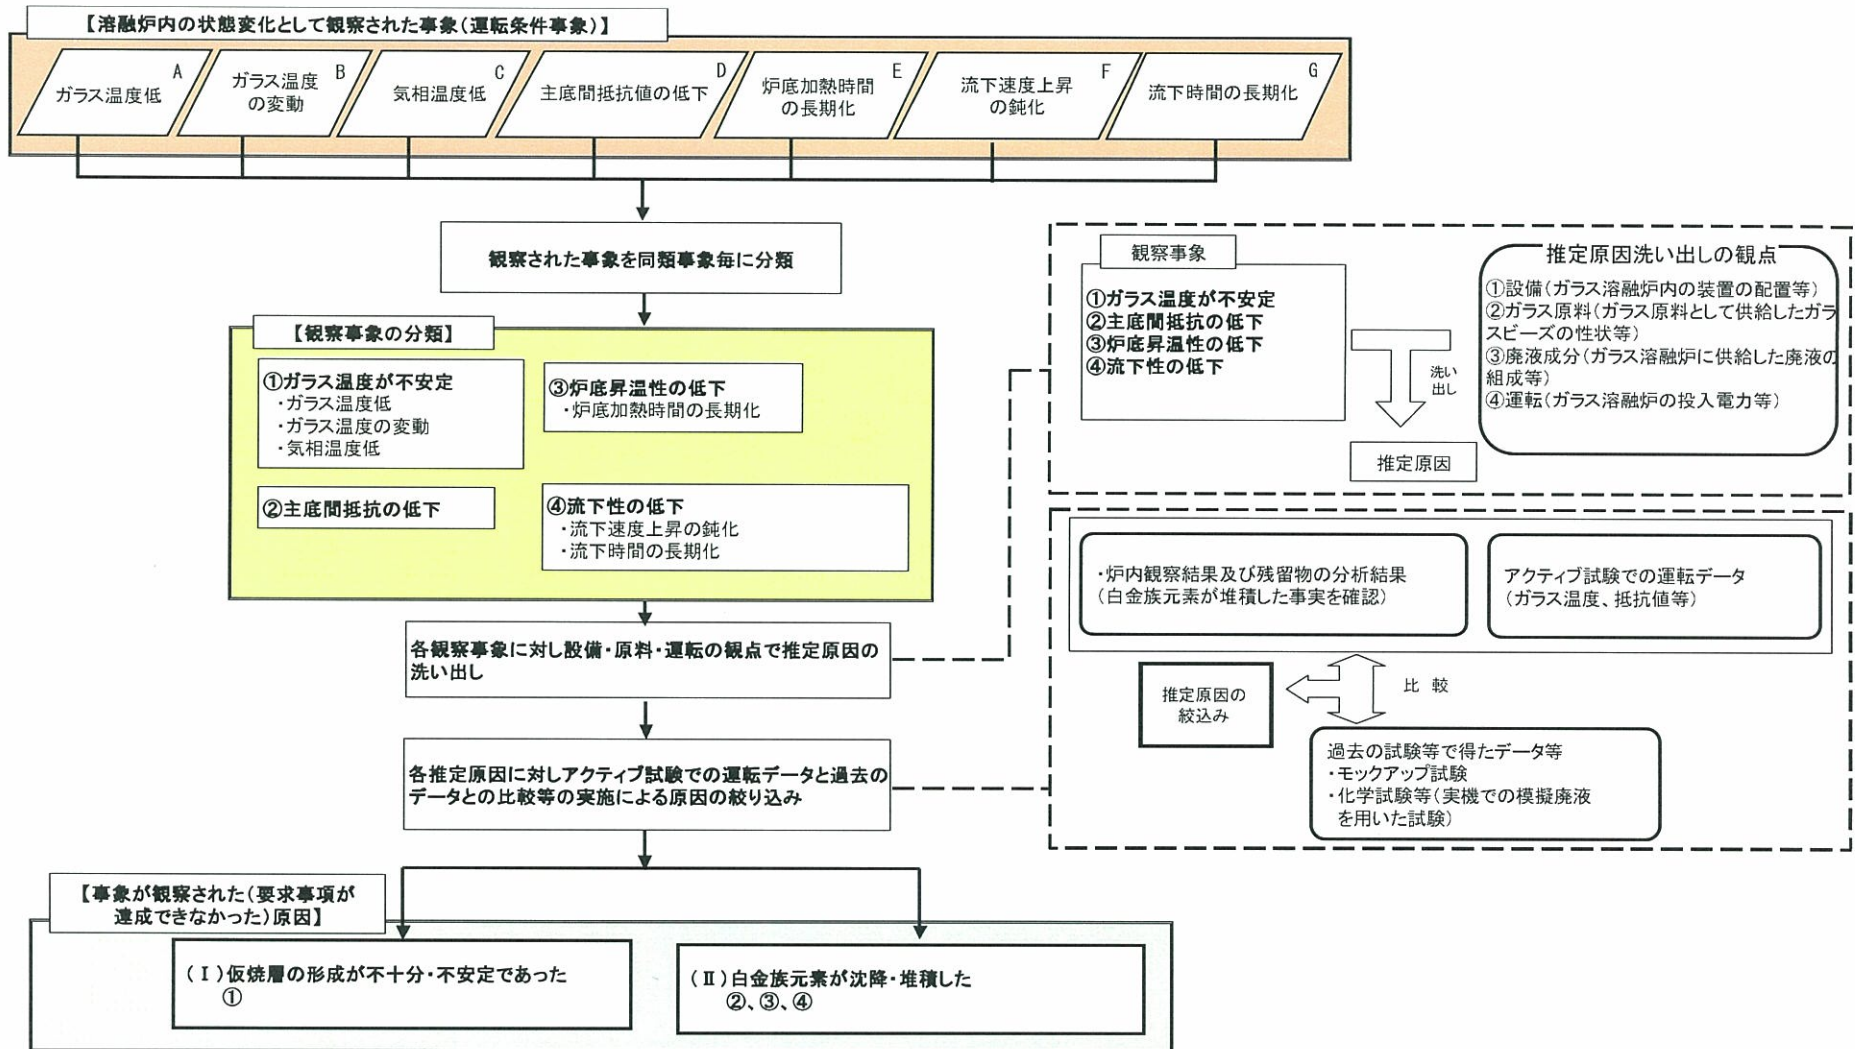 【溶融炉内の状態変化として観察された事象(運転条件事象)】
A
ガラス温度低
B
ガラス温度
の変動
C
気相温度低
D
主底間抵抗値の低下
E
炉底加熱時間
の長期化
F
流下速度上昇
の鈍化
G
流下時間の長期化
観察された事象を同類事象毎に分類
【観察事象の分類】
①ガラス温度が不安定
・ガラス温度低
・ガラス温度の変動
・気相温度低
②主底間抵抗の低下
③炉底昇温性の低下
・炉底加熱時間の長期化
④流下性の低下
・流下速度上昇の鈍化
・流下時間の長期化
各観察事象に対し設備・原料・運転の観点で推定原因の
洗い出し
各推定原因に対しアクティブ試験での運転データと過去の
データとの比較等の実施による原因の絞り込み
観察事象
①ガラス温度が不安定
②主底間抵抗の低下
③炉底昇温性の低下
④流下性の低下
洗い
出し
推定原因
推定原因洗い出しの観点
①設備(ガラス溶融炉内の装置の配置等)
②ガラス原料(ガラス原料として供給したガラ
スビーズの性状等)
③廃液成分(ガラス溶融炉に供給した廃液の
組成等)
④運転(ガラス溶融炉の投入電力等)
・炉内観察結果及び残留物の分析結果
(白金族元素が堆積した事実を確認)
アクティブ試験での運転データ
(ガラス温度、抵抗値等)
推定原因の
絞込み
比 較
過去の試験等で得たデータ等
・モックアップ試験
・化学試験等(実機での模擬廃液
を用いた試験)
【事象が観察された(要求事項が
達成できなかった)原因】
(Ⅰ)仮焼層の形成が不十分・不安定であった
①
(Ⅱ)白金族元素が沈降・堆積した
②、③、④